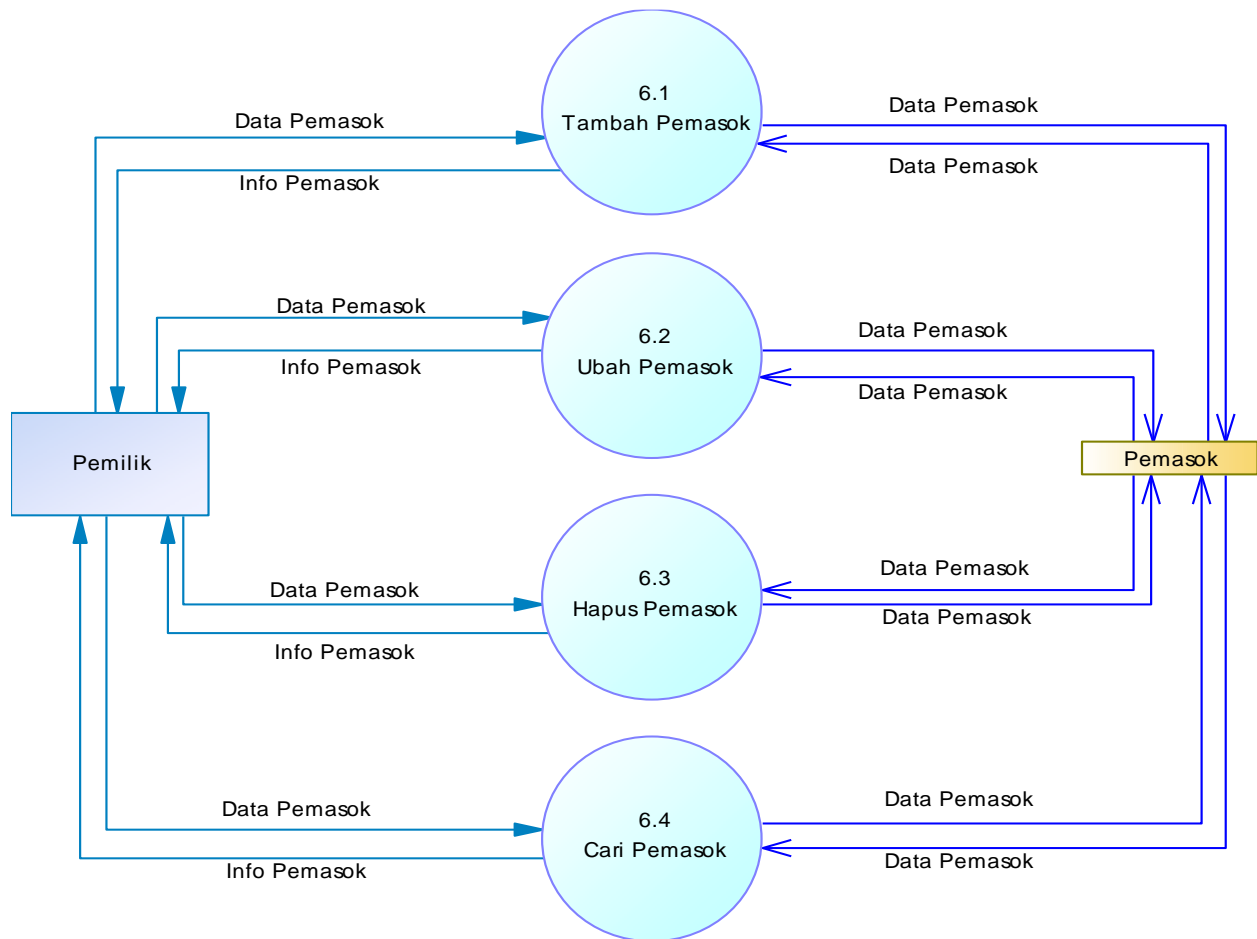 6.1
Tambah Pemasok
Data Pemasok
Data Pemasok
Info Pemasok
Data Pemasok
6.2
Ubah Pemasok
Data Pemasok
Data Pemasok
Info Pemasok
Data Pemasok
Pemilik
Pemasok
6.3
Hapus Pemasok
Data Pemasok
Data Pemasok
Info Pemasok
Data Pemasok
6.4
Cari Pemasok
Data Pemasok
Data Pemasok
Info Pemasok
Data Pemasok